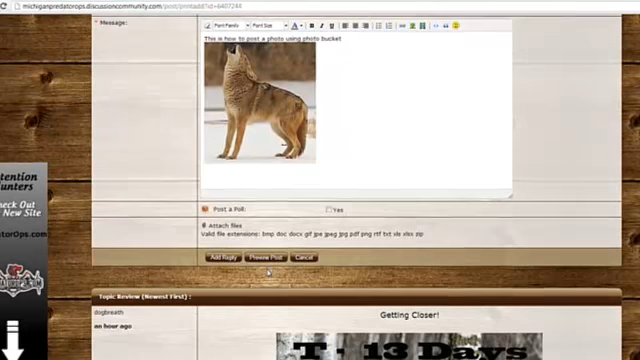 michiganpredatorops.discussioncommunity.com/post/printadd?id=6407244
* Message:
Font Family Font Size
This is how to post a photo using photo bucket
Post a Poll: Yes
Attach files
Valid file extensions: bmp doc docx gif jpe jpeg jpg pdf png rtf txt xls xlsx zip
Add Reply Preview Post Cancel
tention
unters
heck Out
New Site
atorOps.com
Topic Review (Newest First) :
dogbreath
an hour ago
Getting Closer!
T - 13 Days